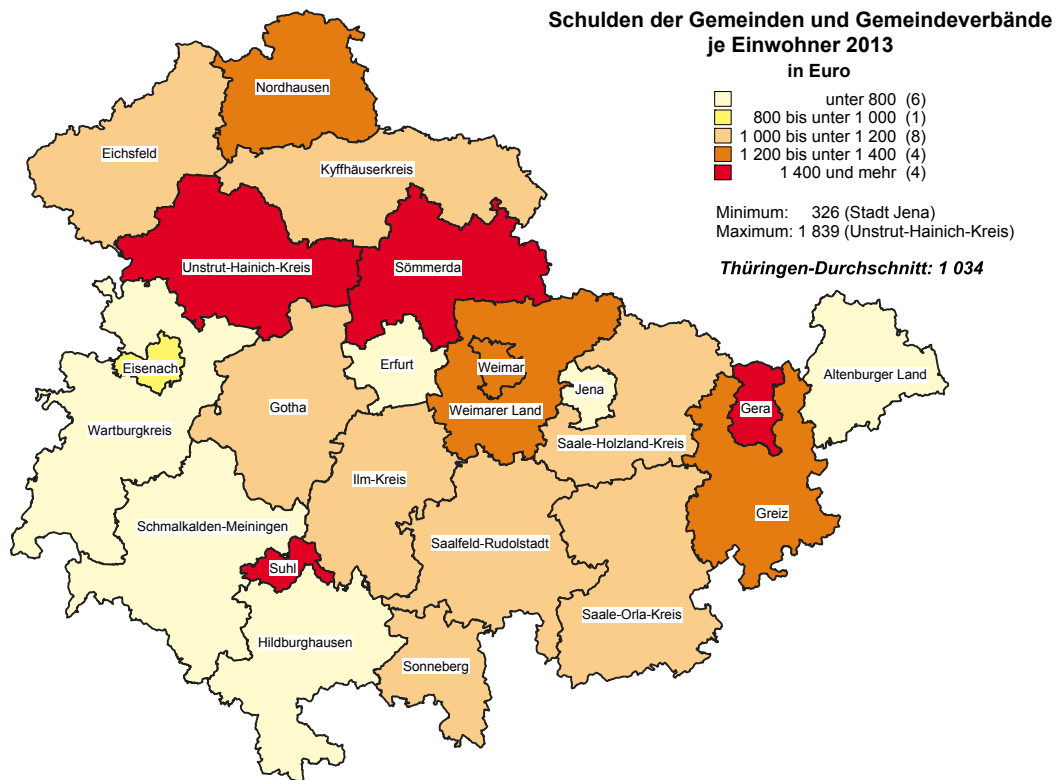 Schulden der Gemeinden und Gemeindeverbände
je Einwohner 2013
in Euro
unter 800 (6)
800 bis unter 1 000 (1)
1 000 bis unter 1 200 (8)
1 200 bis unter 1 400 (4)
1 400 und mehr (4)
Minimum: 326 (Stadt Jena)
Maximum: 1 839 (Unstrut-Hainich-Kreis)
Thüringen-Durchschnitt: 1 034
Nordhausen
Eichsfeld
Kyffhäuserkreis
Unstrut-Hainich-Kreis
Sömmerda
Eisenach
Erfurt
Weimar
Jena
Altenburger Land
Gotha
Weimarer Land
Gera
Wartburgkreis
Saale-Holzland-Kreis
Ilm-Kreis
Greiz
Schmalkalden-Meiningen
Saalfeld-Rudolstadt
Suhl
Saale-Orla-Kreis
Hildburghausen
Sonneberg